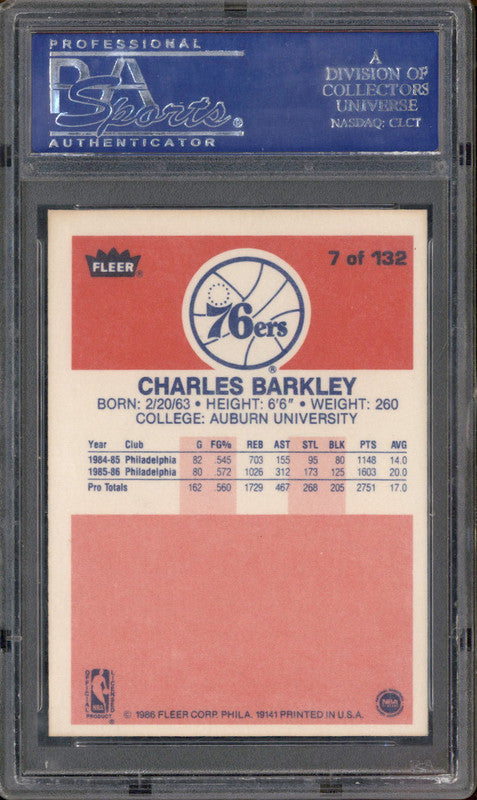 PROFESSIONAL
PSA
Sports®
AUTHENTICATOR
A
DIVISION OF
COLLECTORS
UNIVERSE
NASDAQ: CLCT
FLEER®
7 of 132
76ers
®
CHARLES BARKLEY
BORN: 2/20/63 • HEIGHT: 6'6" • WEIGHT: 260
COLLEGE: AUBURN UNIVERSITY
Year Club G FG% REB AST STL BLK PTS AVG
1984-85 Philadelphia 82 .545 703 155 95 80 1148 14.0
1985-86 Philadelphia 80 .572 1026 312 173 125 1603 20.0
Pro Totals 162 .560 1729 467 268 205 2751 17.0
OFFICIAL LICENSED
NBA
PRODUCT
© 1986 FLEER CORP. PHILA. 19141 PRINTED IN U.S.A.